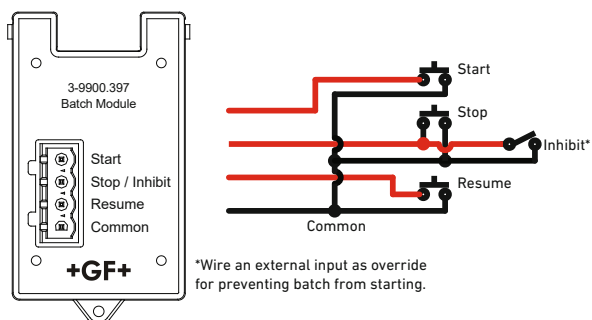 3-9900.397
Batch Module
Start
Stop / Inhibit
Resume
Common
+GF+
Start
Stop
Inhibit*
Resume
Common
*Wire an external input as override
for preventing batch from starting.